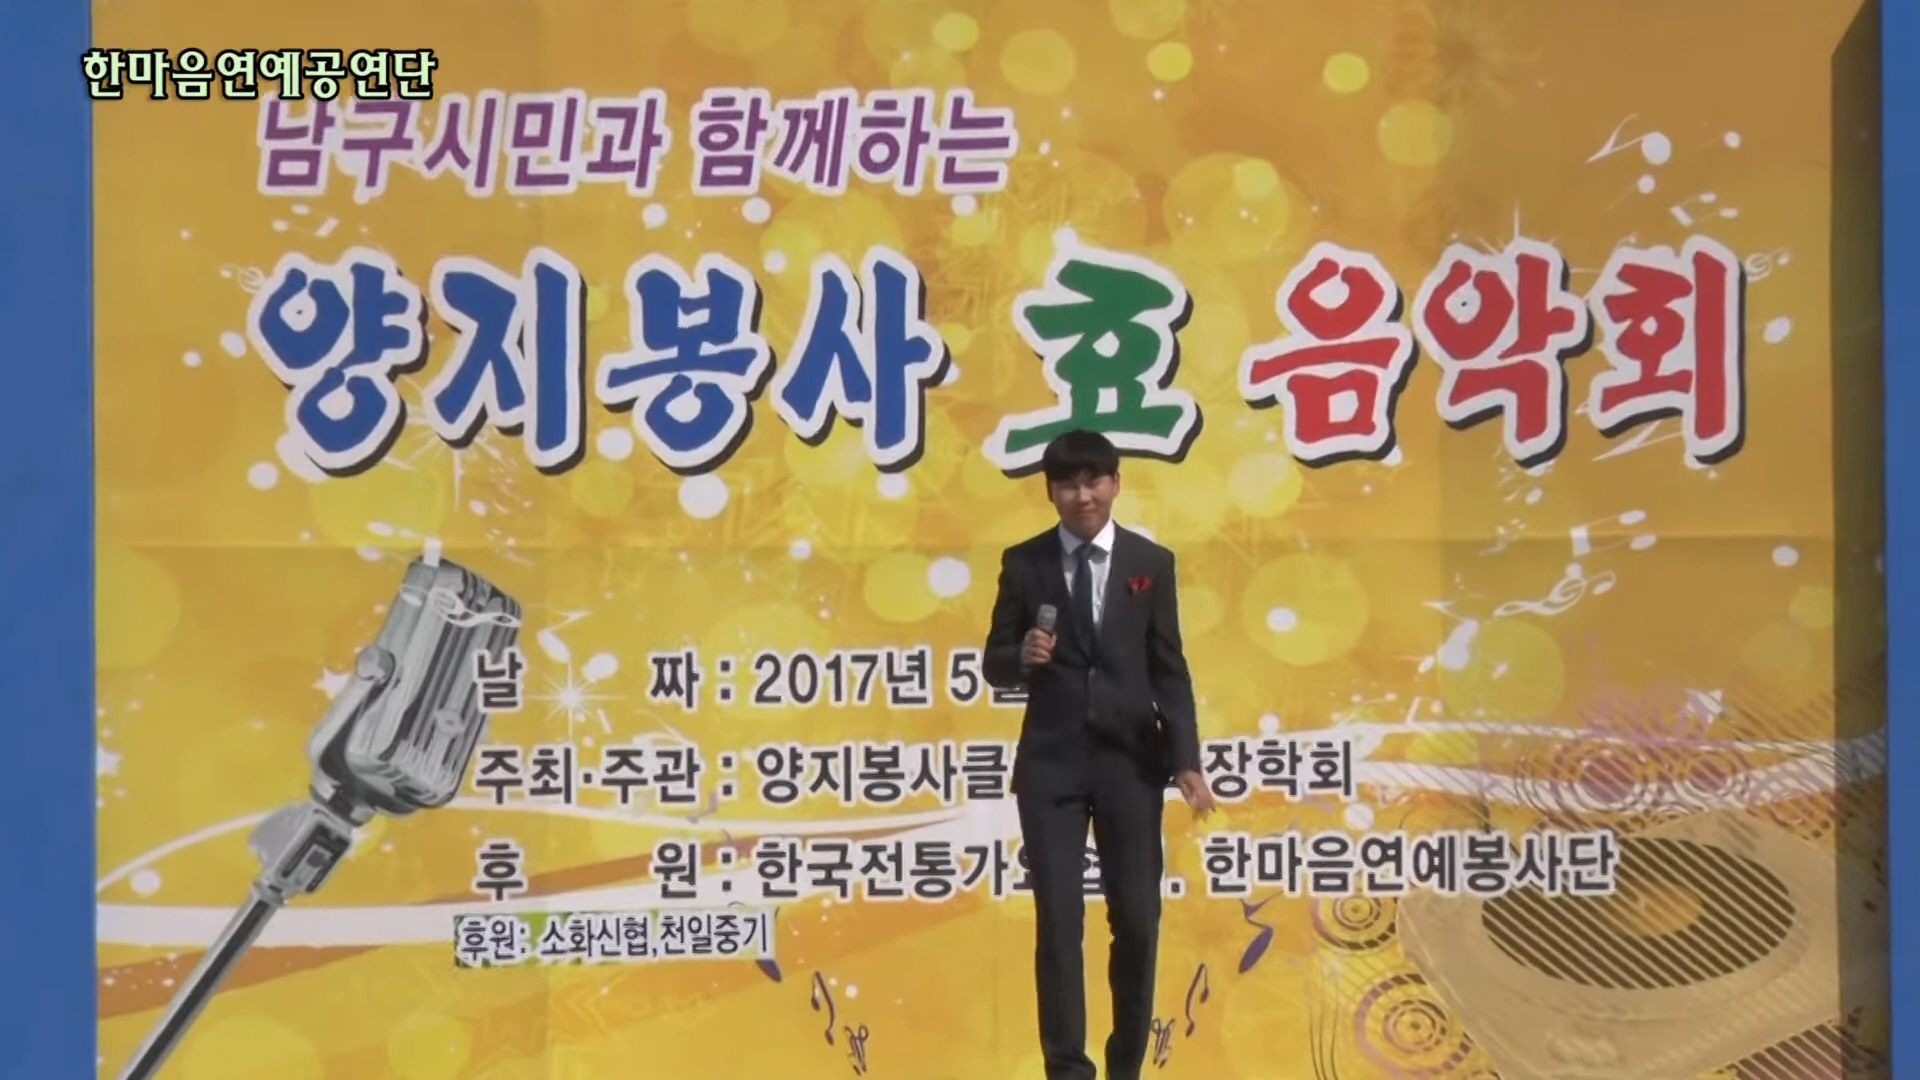 한마음연예공연단
남구시민과 함께하는
양지봉사 효 음악회
날 짜 : 2017년 5월
주최·주관 : 양지봉사클 장학회
후 원 : 한국전통가요 . 한마음연예봉사단
후원: 소화신협,천일중기